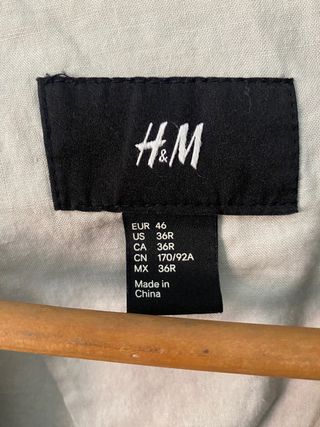 H&M
EUR 46
US 36R
CA 36R
CN 170/92A
MX 36R
Made in
China